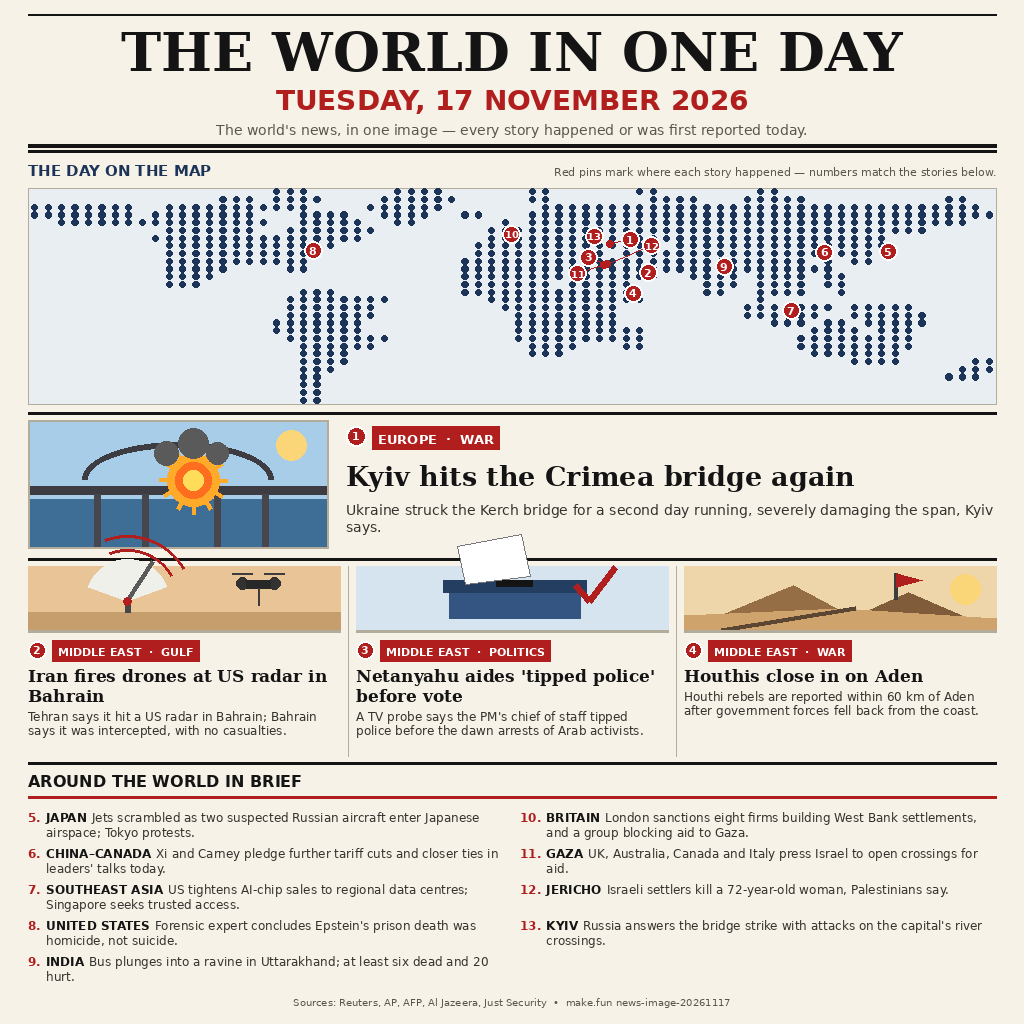 THE WORLD IN ONE DAY
TUESDAY, 17 NOVEMBER 2026
The world's news, in one image — every story happened or was first reported today.
THE DAY ON THE MAP
Red pins mark where each story happened — numbers match the stories below.
10
13
1
12
8
3
11
2
9
6
5
4
7
1 EUROPE · WAR
Kyiv hits the Crimea bridge again
Ukraine struck the Kerch bridge for a second day running, severely damaging the span, Kyiv
says.
2 MIDDLE EAST · GULF
Iran fires drones at US radar in
Bahrain
Tehran says it hit a US radar in Bahrain; Bahrain
says it was intercepted, with no casualties.
3 MIDDLE EAST · POLITICS
Netanyahu aides 'tipped police'
before vote
A TV probe says the PM's chief of staff tipped
police before the dawn arrests of Arab activists.
4 MIDDLE EAST · WAR
Houthis close in on Aden
Houthi rebels are reported within 60 km of Aden
after government forces fell back from the coast.
AROUND THE WORLD IN BRIEF
5. JAPAN Jets scrambled as two suspected Russian aircraft enter Japanese
airspace; Tokyo protests.
6. CHINA–CANADA Xi and Carney pledge further tariff cuts and closer ties in
leaders' talks today.
7. SOUTHEAST ASIA US tightens AI-chip sales to regional data centres;
Singapore seeks trusted access.
8. UNITED STATES Forensic expert concludes Epstein's prison death was
homicide, not suicide.
9. INDIA Bus plunges into a ravine in Uttarakhand; at least six dead and 20
hurt.
10. BRITAIN London sanctions eight firms building West Bank settlements,
and a group blocking aid to Gaza.
11. GAZA UK, Australia, Canada and Italy press Israel to open crossings for
aid.
12. JERICHO Israeli settlers kill a 72-year-old woman, Palestinians say.
13. KYIV Russia answers the bridge strike with attacks on the capital's river
crossings.
Sources: Reuters, AP, AFP, Al Jazeera, Just Security • make.fun news-image-20261117